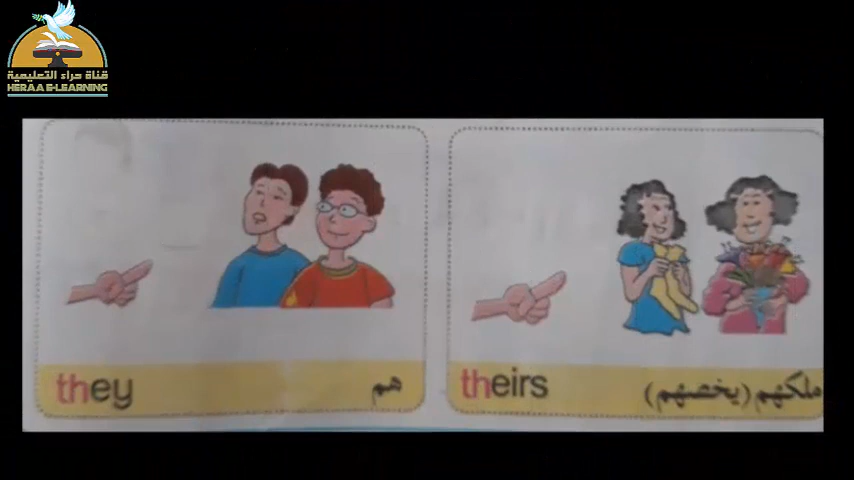 قناة حراء التعليمية
HERAA E-LEARNING
they هم
theirs ملكهم (يخصهم)